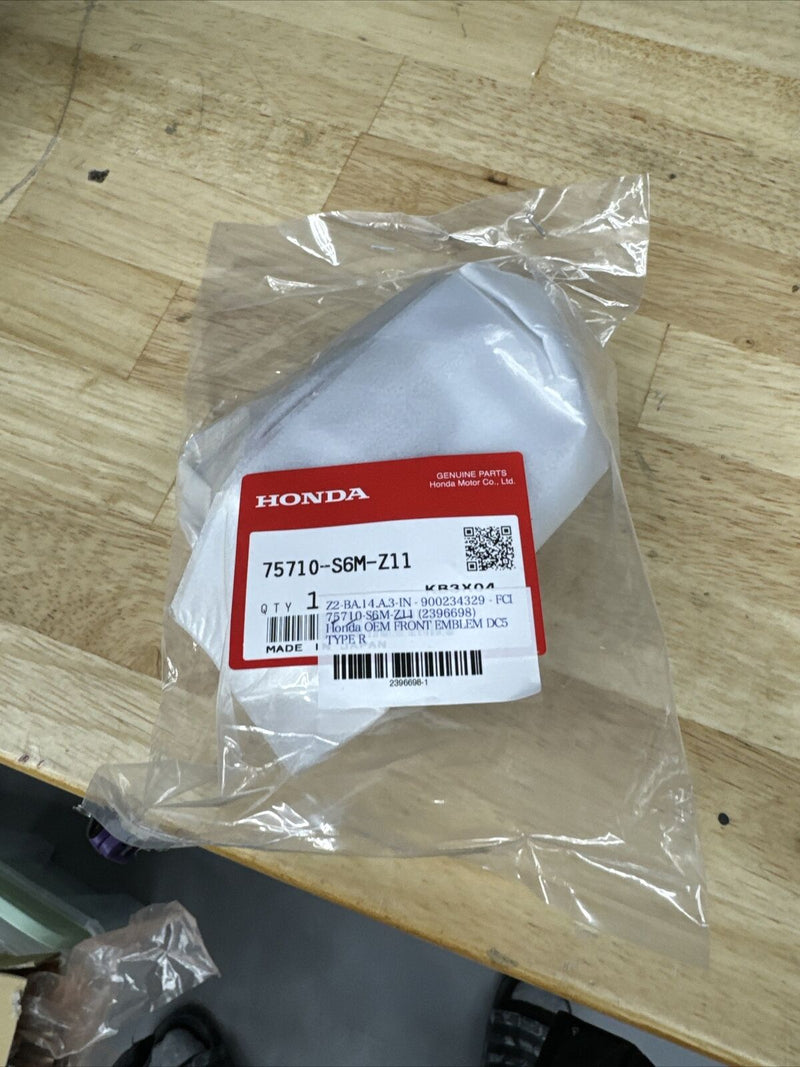 HONDA
GENUINE PARTS
Honda Motor Co., Ltd.
75710-S6M-Z11
QTY 1
Z2-BA.14.A.3-IN - 900234329 - FCI
75710-S6M-Z11 (2396698)
Honda OEM FRONT EMBLEM DC5
TYPE R
MADE IN JAPAN
2396698-1